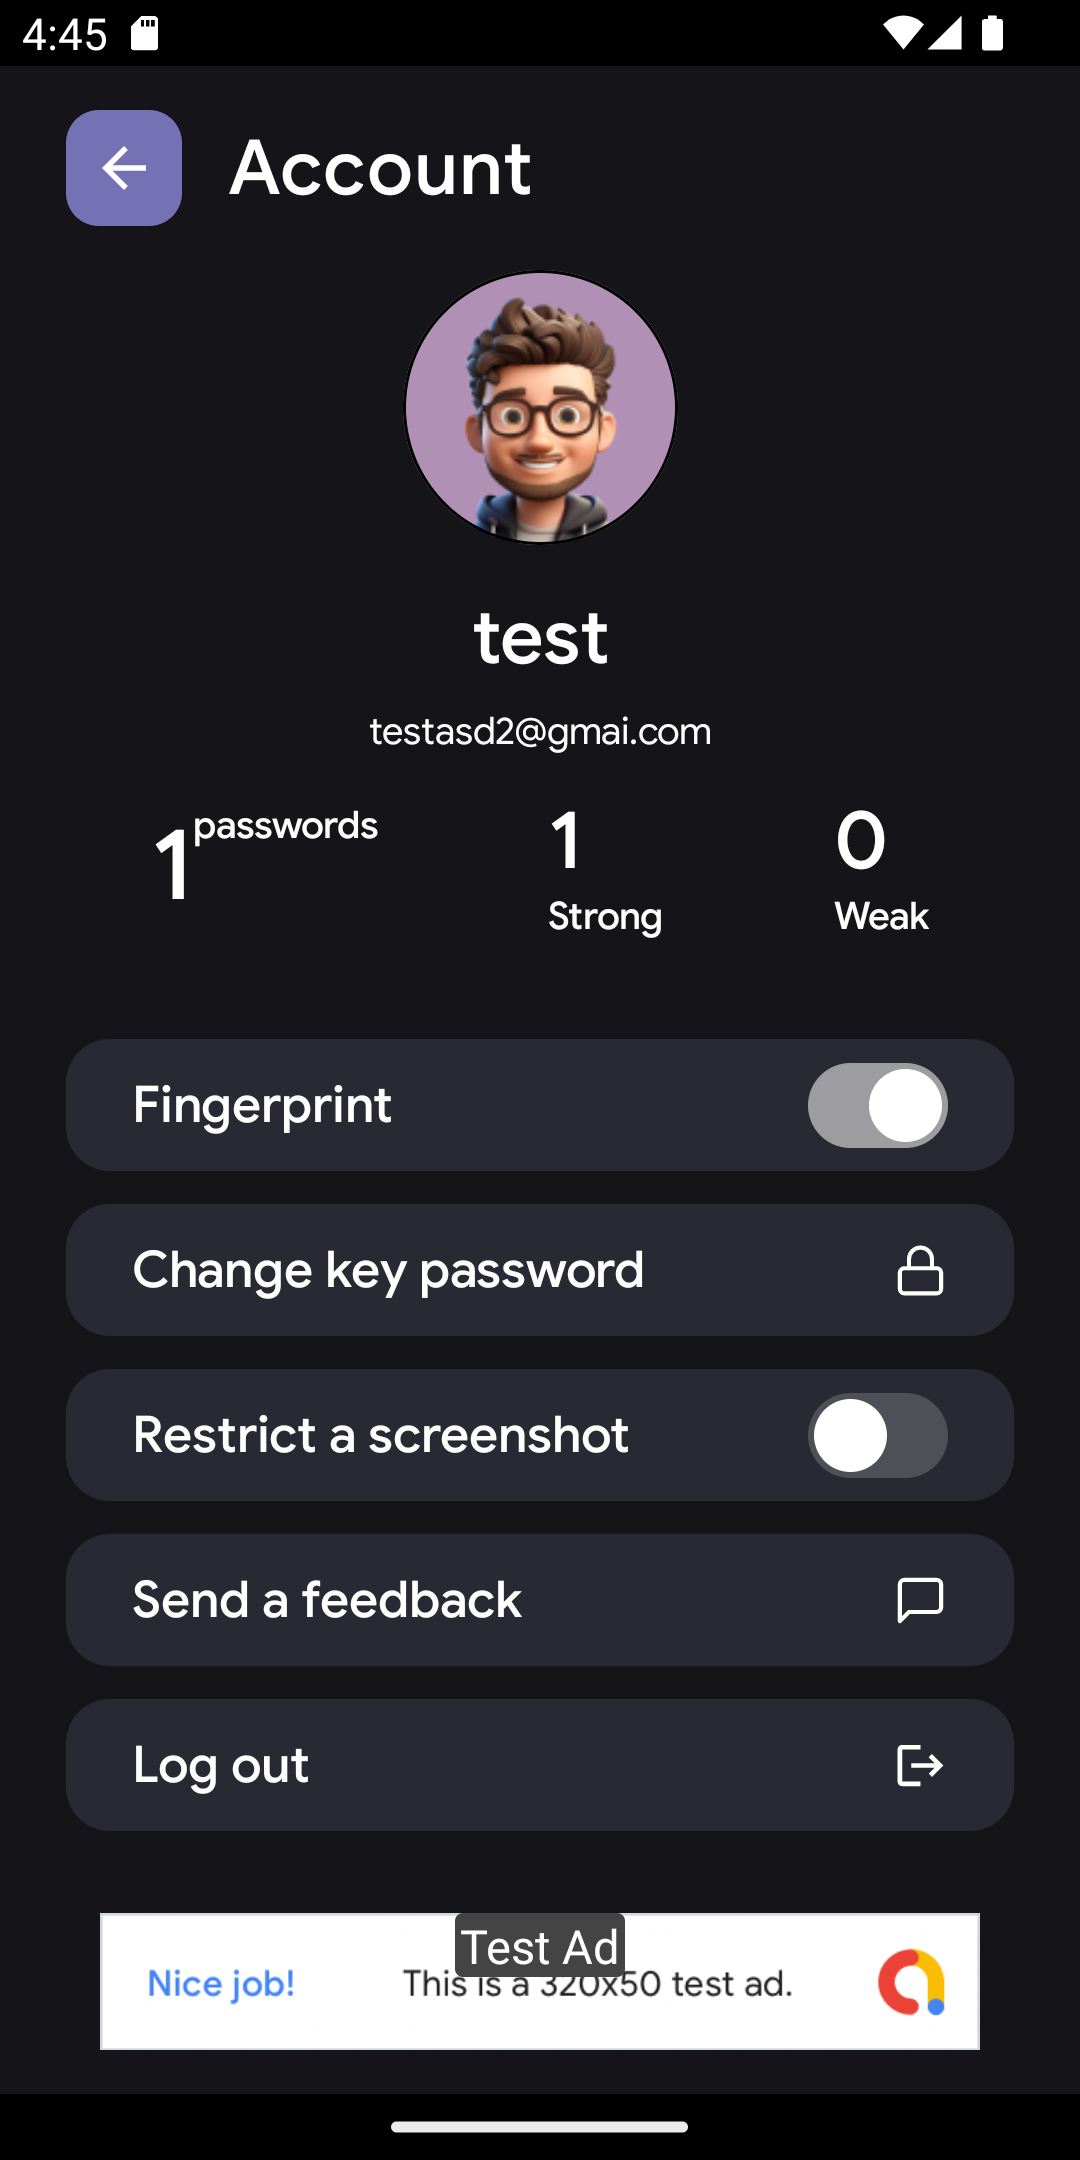 4:45
Account
test
testasd2@gmai.com
1 passwords
1
Strong
0
Weak
Fingerprint
Change key password
Restrict a screenshot
Send a feedback
Log out
Test Ad
Nice job! This is a 320x50 test ad.